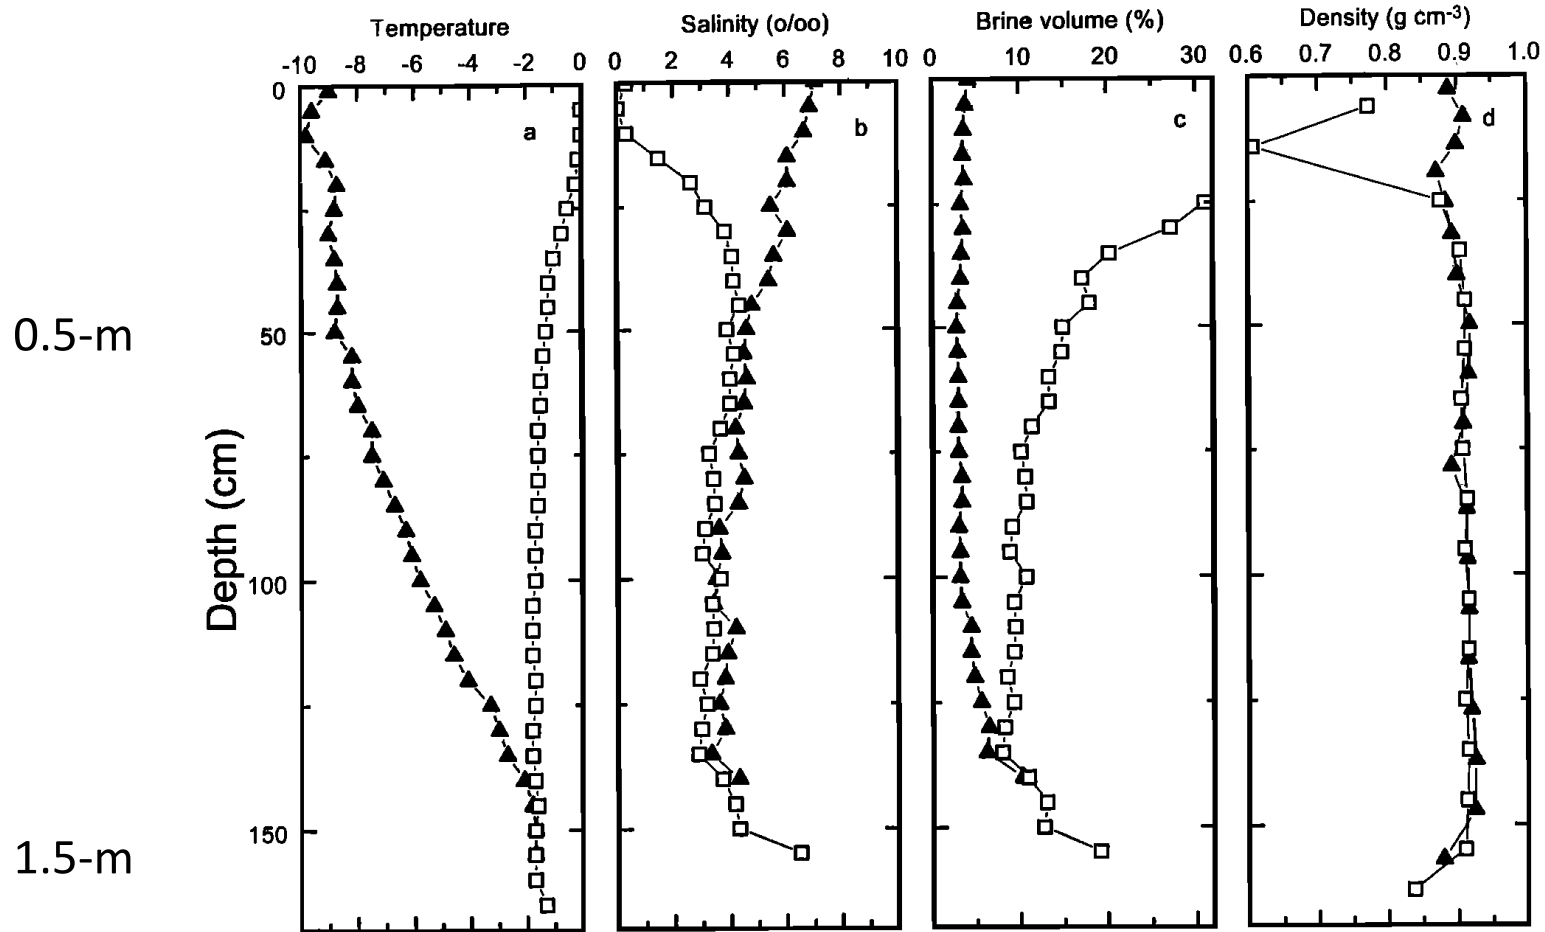 Temperature
Salinity (o/oo)
Brine volume (%)
Density (g cm-3)
-10 -8 -6 -4 -2 0
0 2 4 6 8 10
0 10 20 30
0.6 0.7 0.8 0.9 1.0
0
a
b
c
d
0.5-m
50
Depth (cm)
100
150
1.5-m